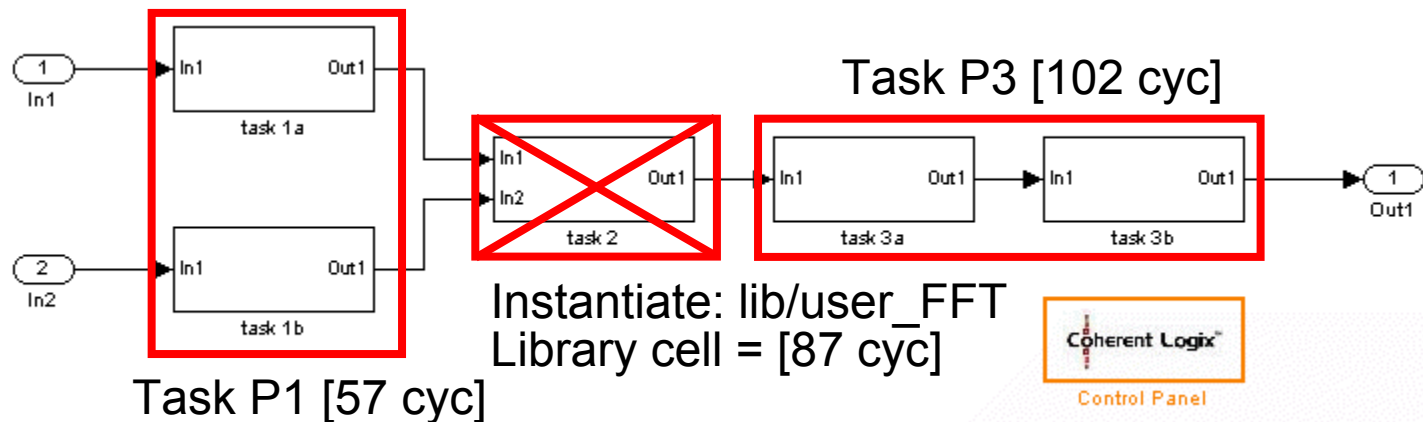 1
In1
In1
Out1
task 1a
2
In2
In1
Out1
task 1b
Task P1 [57 cyc]
In1
In2
Out1
task 2
Instantiate: lib/user_FFT
Library cell = [87 cyc]
Task P3 [102 cyc]
In1
Out1
task 3a
In1
Out1
task 3b
1
Out1
Coherent Logix™
Control Panel